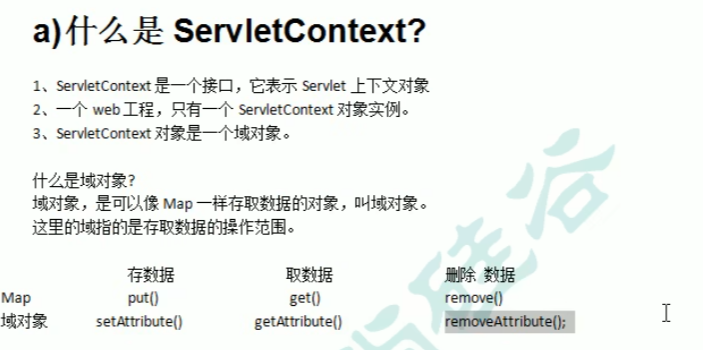 a)什么是 ServletContext?
1、ServletContext 是一个接口，它表示 Servlet 上下文对象
2、一个 web 工程，只有一个 ServletContext 对象实例。
3、ServletContext 对象是一个域对象。
什么是域对象?
域对象，是可以像 Map 一样存取数据的对象，叫域对象。
这里的域指的是存取数据的操作范围。
存数据 取数据 删除 数据
Map put() get() remove()
域对象 setAttribute() getAttribute() removeAttribute();
硅谷